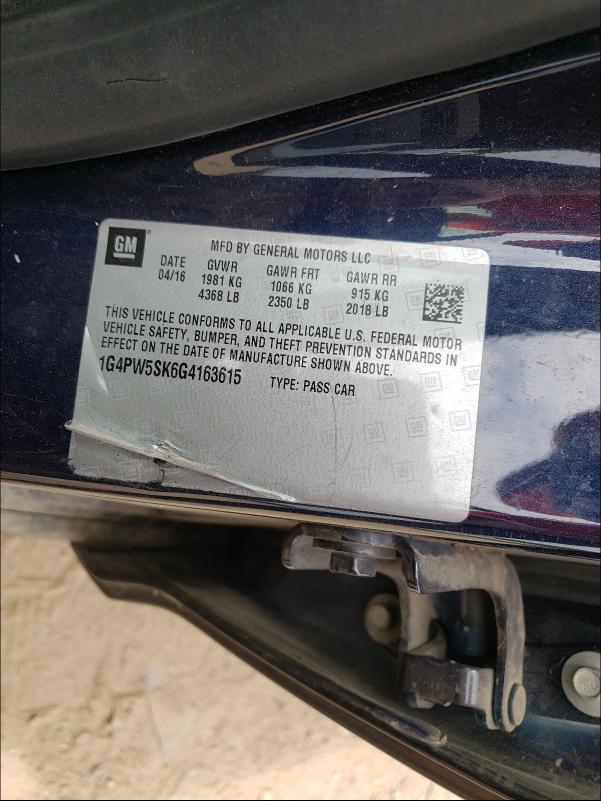 GM
MFD BY GENERAL MOTORS LLC
DATE GVWR GAWR FRT GAWR RR
04/16 1981 KG 1066 KG 915 KG
4368 LB 2350 LB 2018 LB
THIS VEHICLE CONFORMS TO ALL APPLICABLE U.S. FEDERAL MOTOR
VEHICLE SAFETY, BUMPER, AND THEFT PREVENTION STANDARDS IN
EFFECT ON THE DATE OF MANUFACTURE SHOWN ABOVE.
1G4PW5SK6G4163615 TYPE: PASS CAR